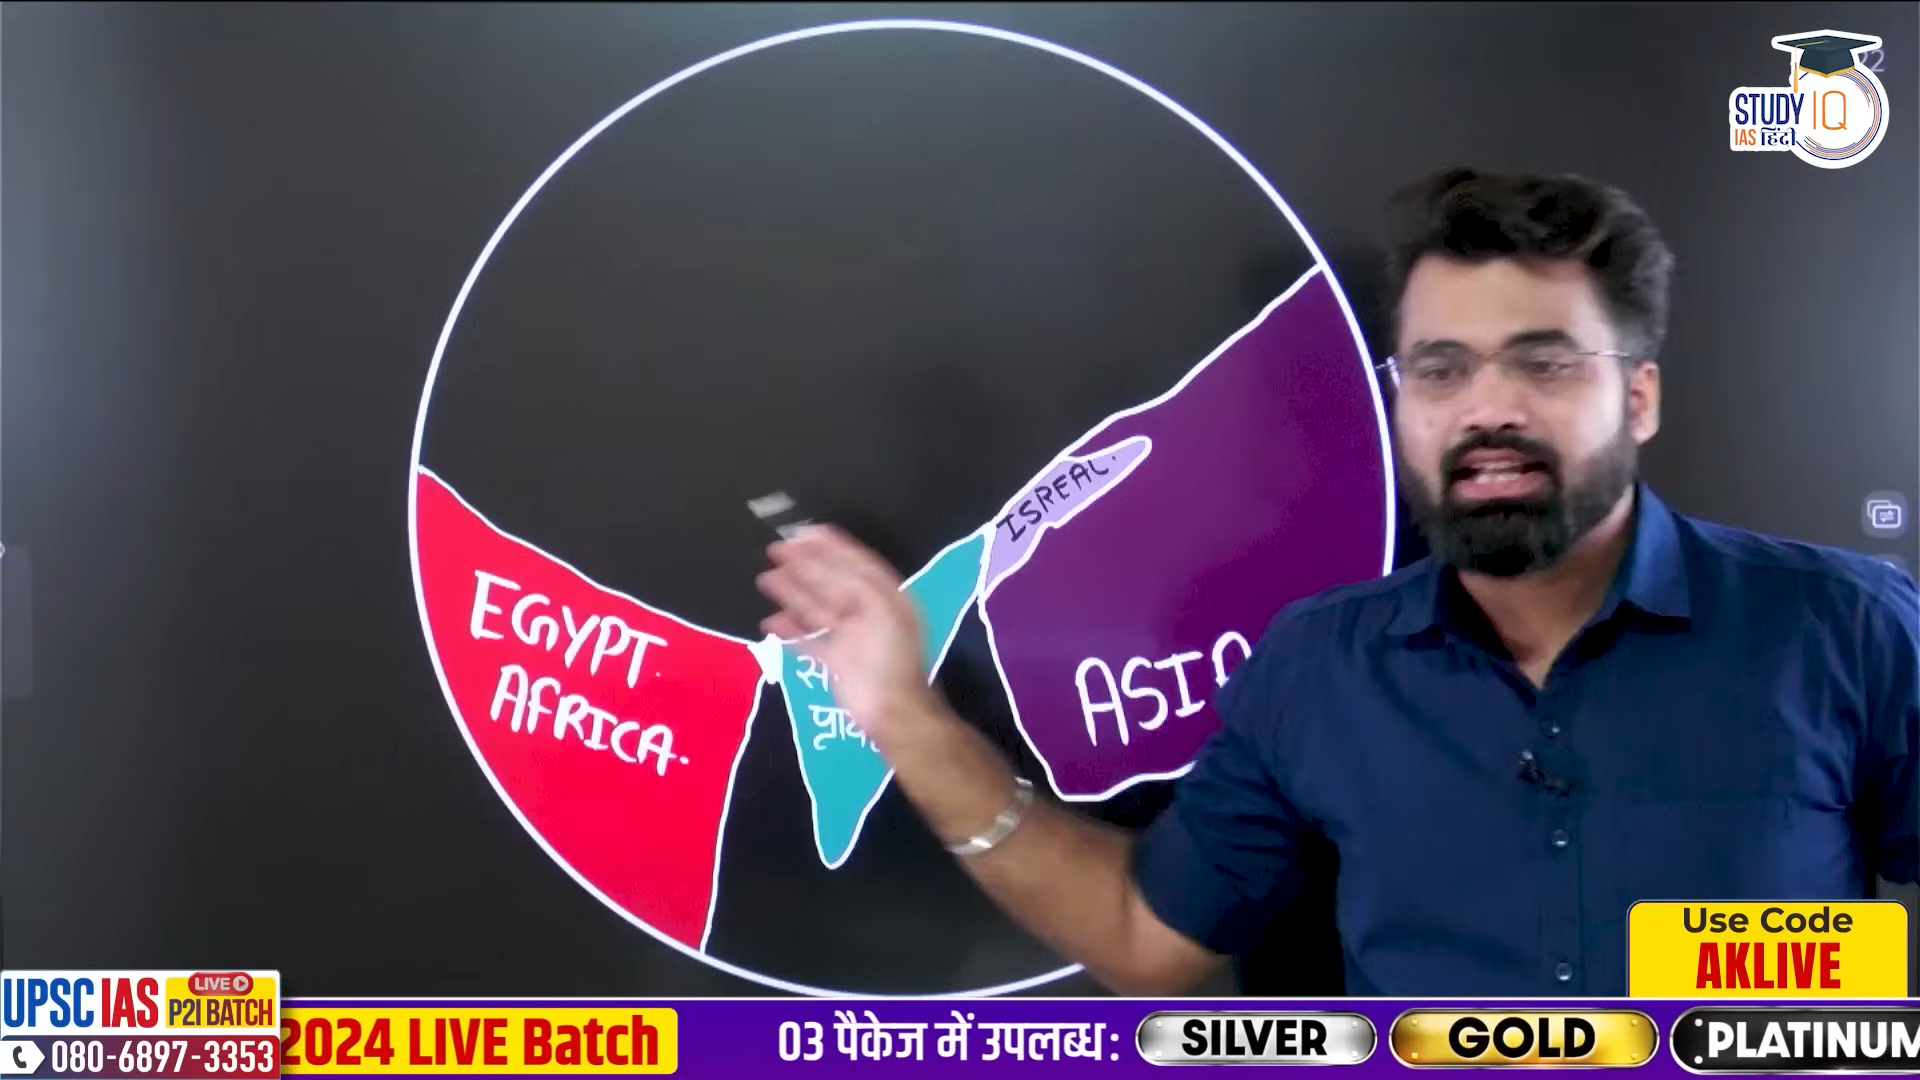 STUDY IQ
IAS हिंदी
ISREAL.
EGYPT.
AFRICA.
ASIA
Use Code
AKLIVE
UPSC IAS
LIVE
P2I BATCH
080-6897-3353
2024 LIVE Batch
03 पैकेज में उपलब्ध:
SILVER
GOLD
PLATINUM